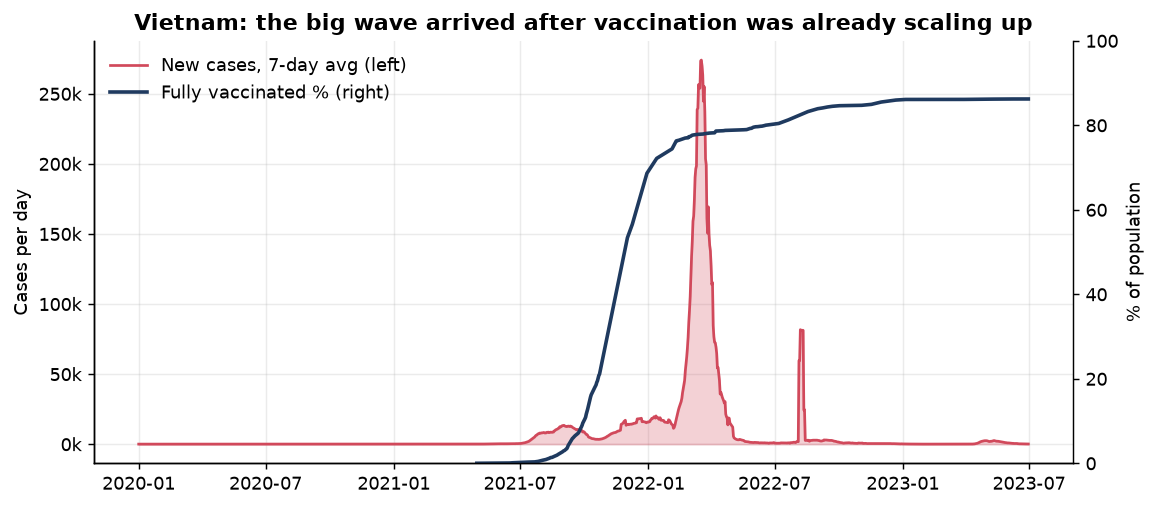 Vietnam: the big wave arrived after vaccination was already scaling up
New cases, 7-day avg (left)
Fully vaccinated % (right)
Cases per day
250k
200k
150k
100k
50k
0k
100
80
60
40
20
0
% of population
2020-01
2020-07
2021-01
2021-07
2022-01
2022-07
2023-01
2023-07